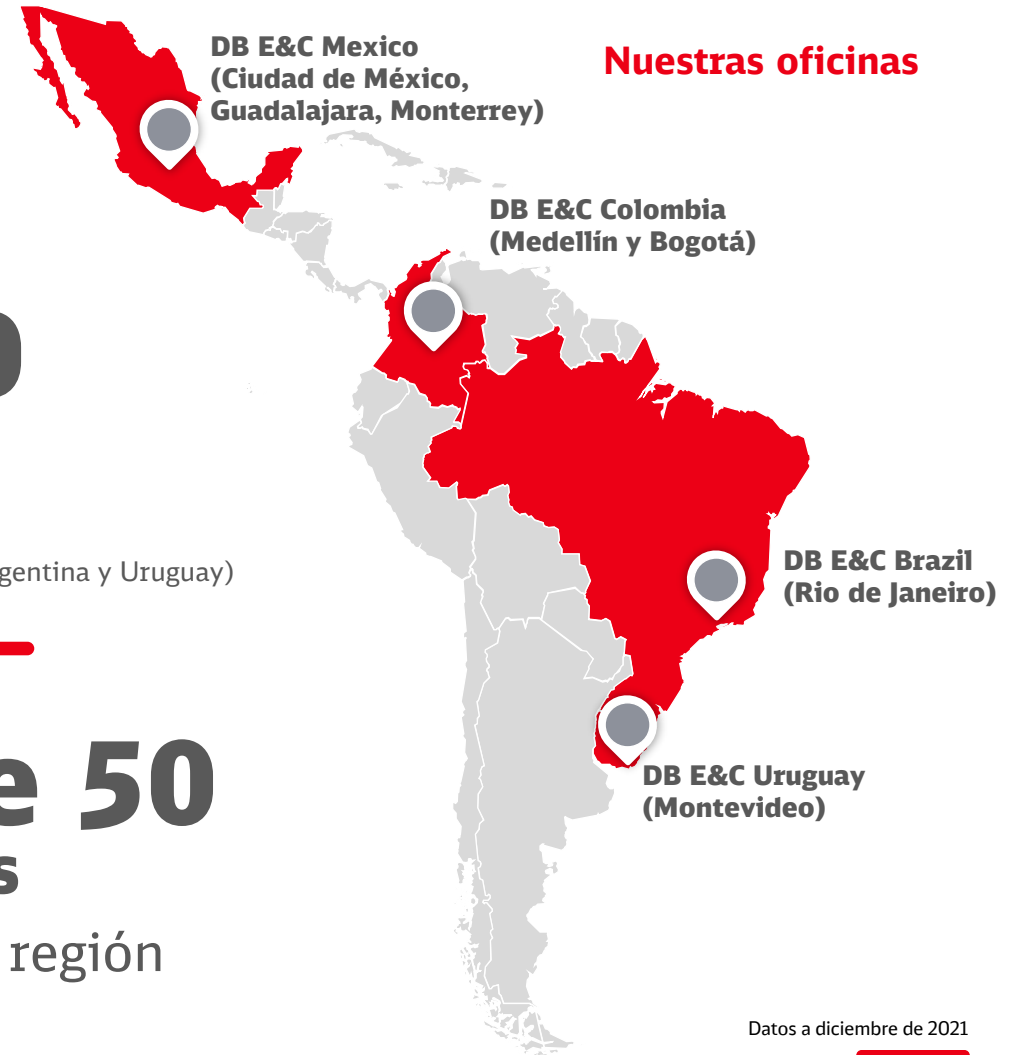 Nuestras oficinas
DB E&C Mexico
(Ciudad de México,
Guadalajara, Monterrey)
DB E&C Colombia
(Medellín y Bogotá)
gentina y Uruguay)
DB E&C Brazil
(Rio de Janeiro)
e 50
s
región
DB E&C Uruguay
(Montevideo)
Datos a diciembre de 2021